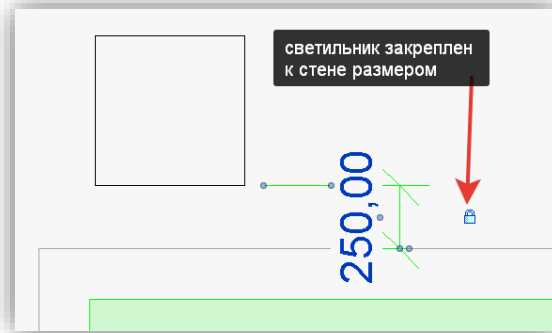 светильник закреплен
к стене размером
250,00